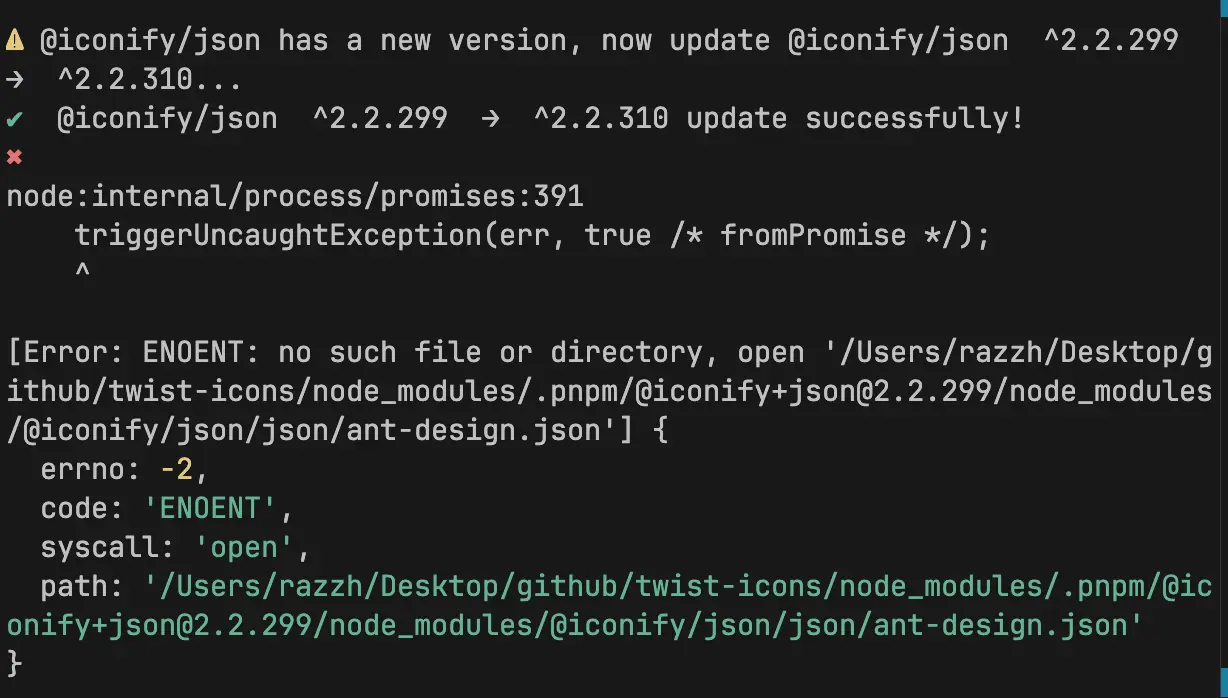 ⚠ @iconify/json has a new version, now update @iconify/json  ^2.2.299
→  ^2.2.310...
✔  @iconify/json  ^2.2.299  →  ^2.2.310 update successfully!
✖
node:internal/process/promises:391
    triggerUncaughtException(err, true /* fromPromise */);
    ^
[Error: ENOENT: no such file or directory, open '/Users/razzh/Desktop/g
ithub/twist-icons/node_modules/.pnpm/@iconify+json@2.2.299/node_modules
/@iconify/json/json/ant-design.json'] {
  errno: -2,
  code: 'ENOENT',
  syscall: 'open',
  path: '/Users/razzh/Desktop/github/twist-icons/node_modules/.pnpm/@ic
onify+json@2.2.299/node_modules/@iconify/json/json/ant-design.json'
}